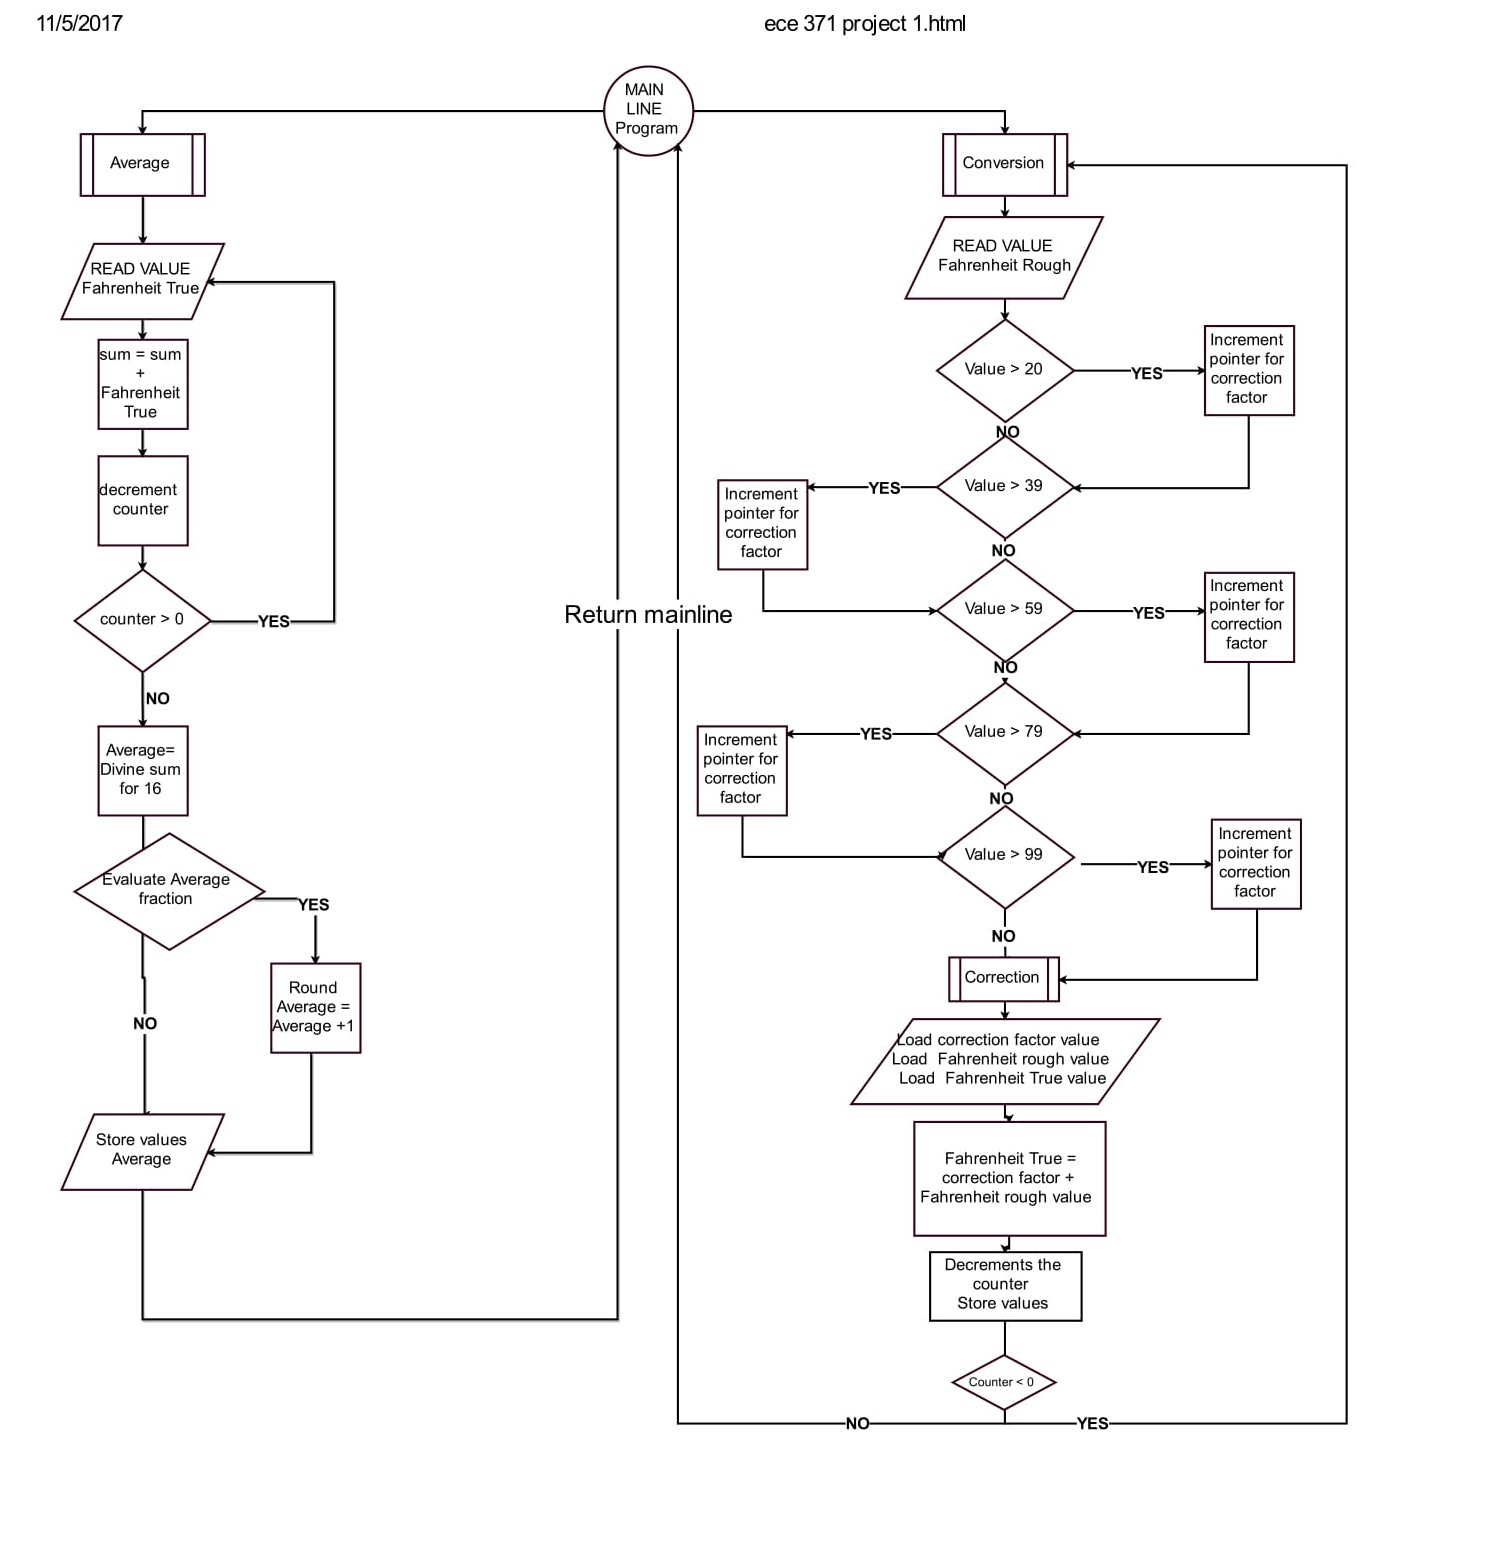 11/5/2017
ece 371 project 1.html
MAIN
LINE
Program
Average
READ VALUE
Fahrenheit True
sum = sum
+
Fahrenheit
True
decrement
counter
counter > 0
YES
NO
Average=
Divine sum
for 16
Evaluate Average
fraction
YES
Round
Average =
Average +1
NO
Store values
Average
Return mainline
Conversion
READ VALUE
Fahrenheit Rough
Value > 20
YES
Increment
pointer for
correction
factor
NO
Value > 39
YES
Increment
pointer for
correction
factor
NO
Value > 59
YES
Increment
pointer for
correction
factor
NO
Value > 79
YES
Increment
pointer for
correction
factor
NO
Value > 99
YES
Increment
pointer for
correction
factor
NO
Correction
Load correction factor value
Load Fahrenheit rough value
Load Fahrenheit True value
Fahrenheit True =
correction factor +
Fahrenheit rough value
Decrements the
counter
Store values
Counter < 0
NO
YES